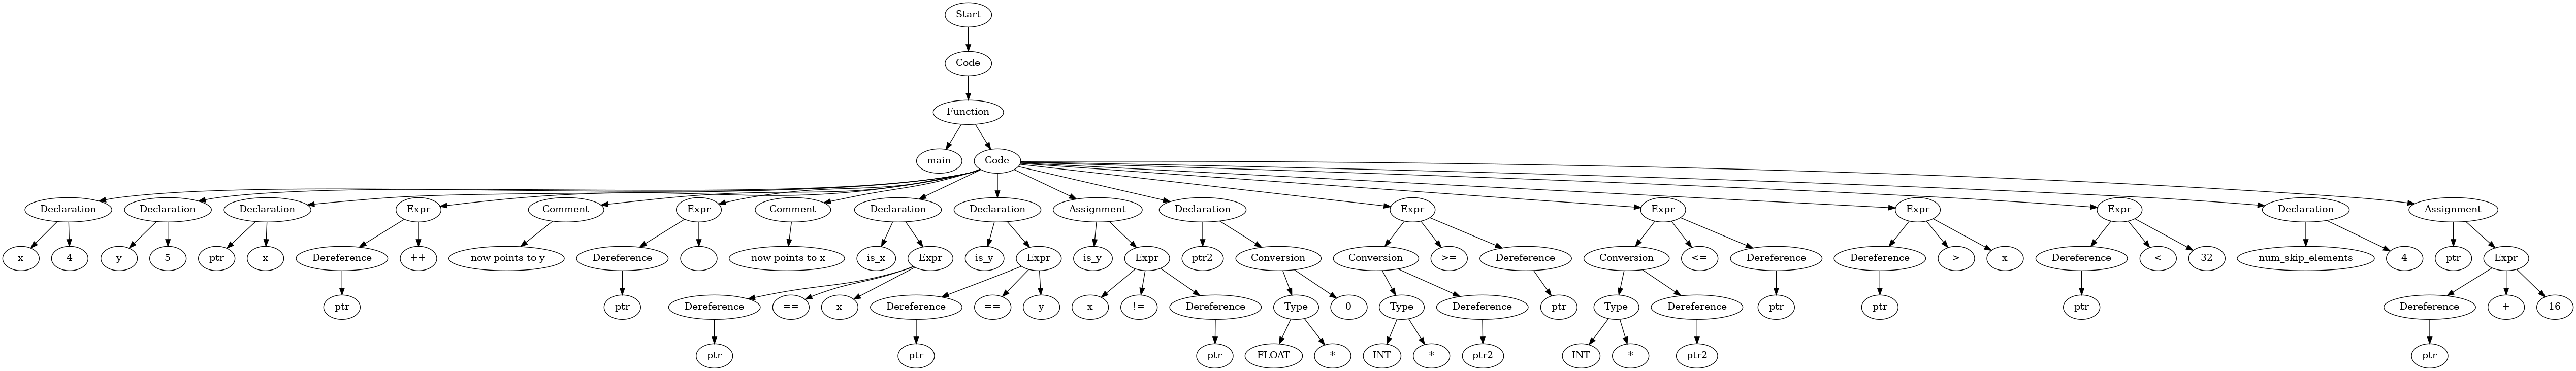 Start
Code
Function
main Code
Declaration Declaration Declaration Expr Comment Expr Comment Declaration Declaration Assignment Declaration Expr Expr Expr Expr Declaration Assignment
x 4 y 5 ptr x Dereference ++ now points to y Dereference -- now points to x is_x Expr is_y Expr is_y Expr ptr2 Conversion Conversion >= Dereference Conversion <= Dereference Dereference > x Dereference < 32 num_skip_elements 4 ptr Expr
ptr ptr Dereference == x Dereference == y x != Dereference Type 0 Type Dereference ptr Type Dereference ptr ptr ptr Dereference + 16
ptr ptr ptr FLOAT * INT * ptr2 INT * ptr2 ptr